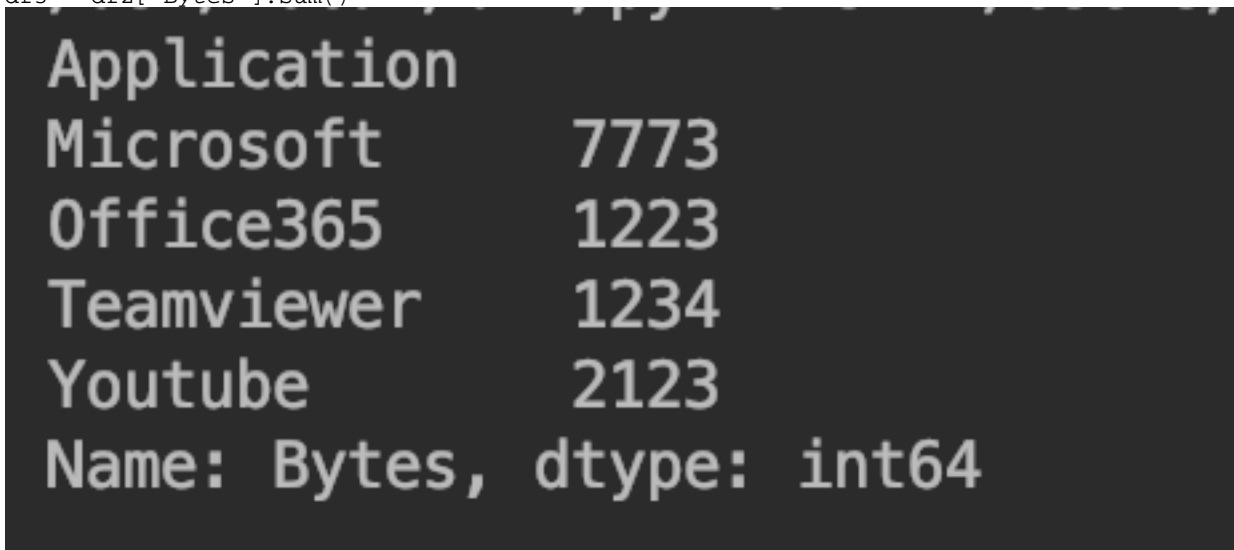 Application
Microsoft 7773
Office365 1223
Teamviewer 1234
Youtube 2123
Name: Bytes, dtype: int64